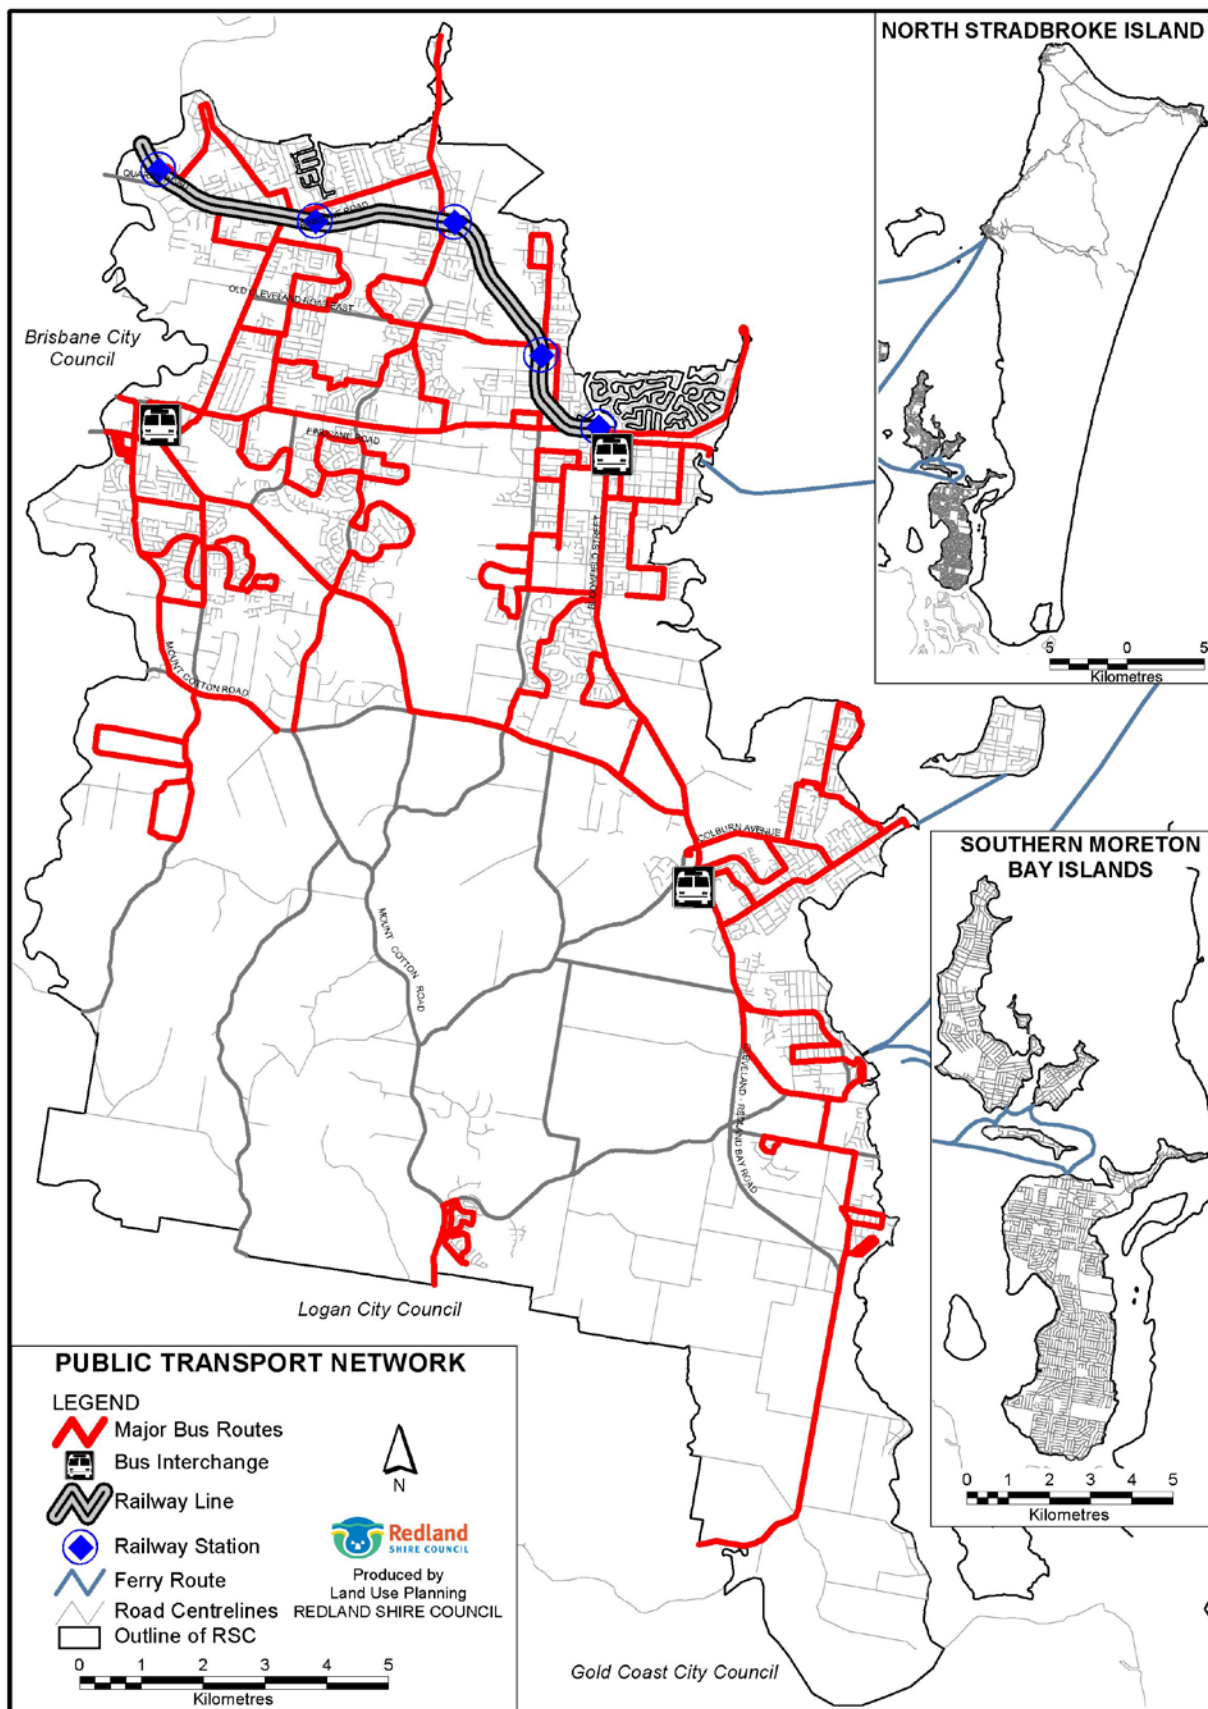 NORTH STRADBROKE ISLAND
OLD CLEVELAND ROAD EAST
Brisbane City
Council
ROAD
BLOOMFIELD STREET
MOUNT COTTON ROAD
5 0 5
Kilometres
COLBURN AVENUE
SOUTHERN MORETON
BAY ISLANDS
MOUNT COTTON ROAD
CLEVELAND - REDLAND BAY ROAD
Logan City Council
0 1 2 3 4 5
Kilometres
PUBLIC TRANSPORT NETWORK
LEGEND
Major Bus Routes
Bus Interchange
Railway Line
Railway Station
Ferry Route
Road Centrelines
Outline of RSC
N
Redland
SHIRE COUNCIL
Produced by
Land Use Planning
REDLAND SHIRE COUNCIL
0 1 2 3 4 5
Kilometres
Gold Coast City Council